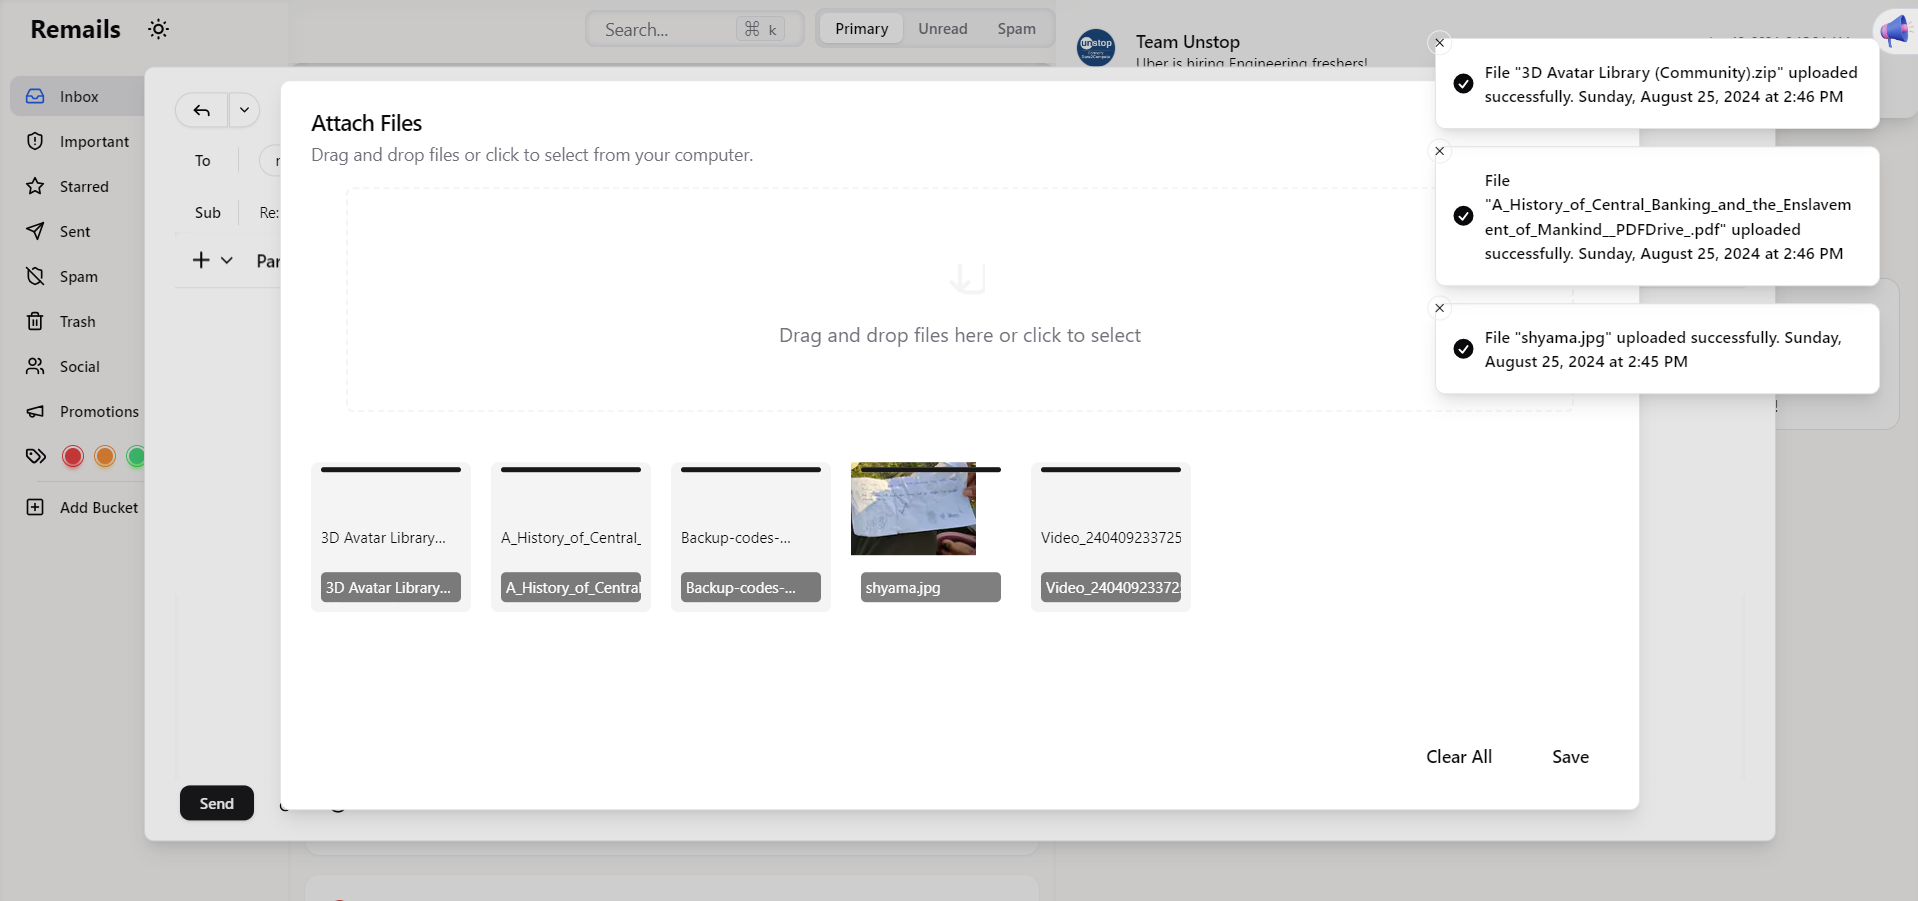 Remails
Search...
⌘ k
Primary
Unread
Spam
Team Unstop
Uber is hiring Engineering freshers!
unstop
Inbox
Important
Starred
Sent
Spam
Trash
Social
Promotions
Add Bucket
To
Sub
Re:
Par
Send
Attach Files
Drag and drop files or click to select from your computer.
Drag and drop files here or click to select
3D Avatar Library...
3D Avatar Library...
A_History_of_Central_
A_History_of_Central
Backup-codes-...
Backup-codes-...
shyama.jpg
Video_240409233725
Video_24040923372
Clear All
Save
File "3D Avatar Library (Community).zip" uploaded
successfully. Sunday, August 25, 2024 at 2:46 PM
File
"A_History_of_Central_Banking_and_the_Enslavem
ent_of_Mankind__PDFDrive_.pdf" uploaded
successfully. Sunday, August 25, 2024 at 2:46 PM
File "shyama.jpg" uploaded successfully. Sunday,
August 25, 2024 at 2:45 PM